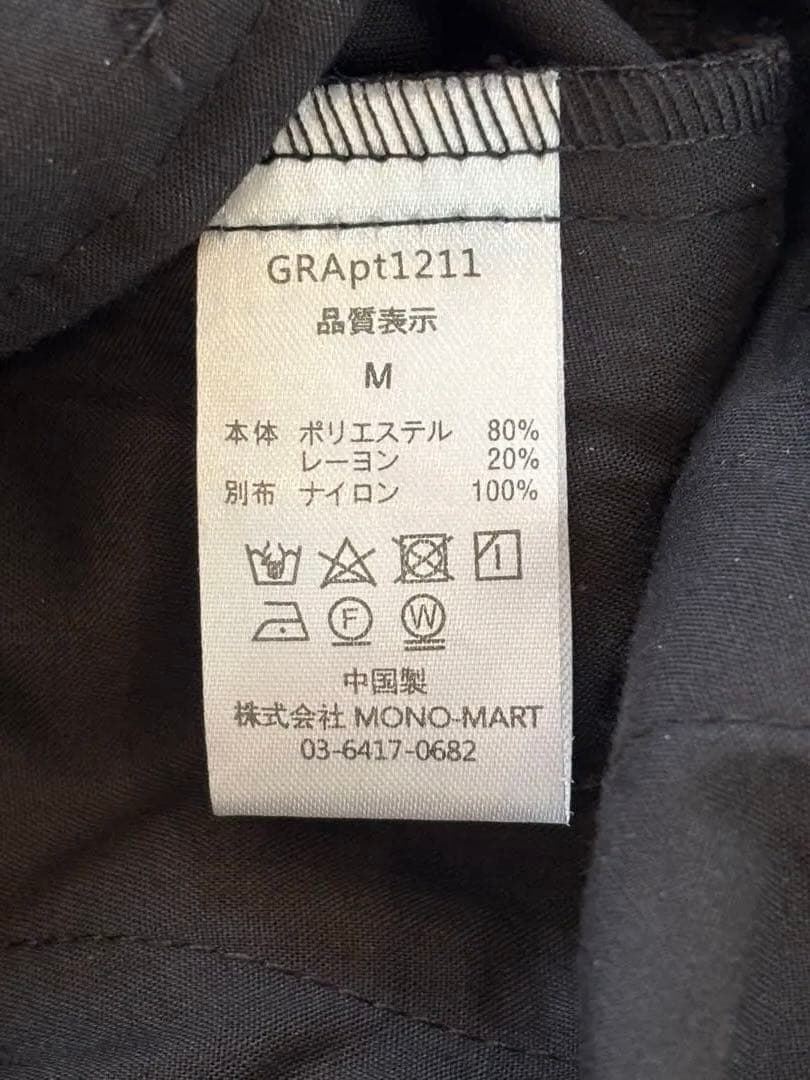 GRApt1211
品質表示
M
本体 ポリエステル 80%
レーヨン 20%
別布 ナイロン 100%
F W
中国製
株式会社 MONO-MART
03-6417-0682